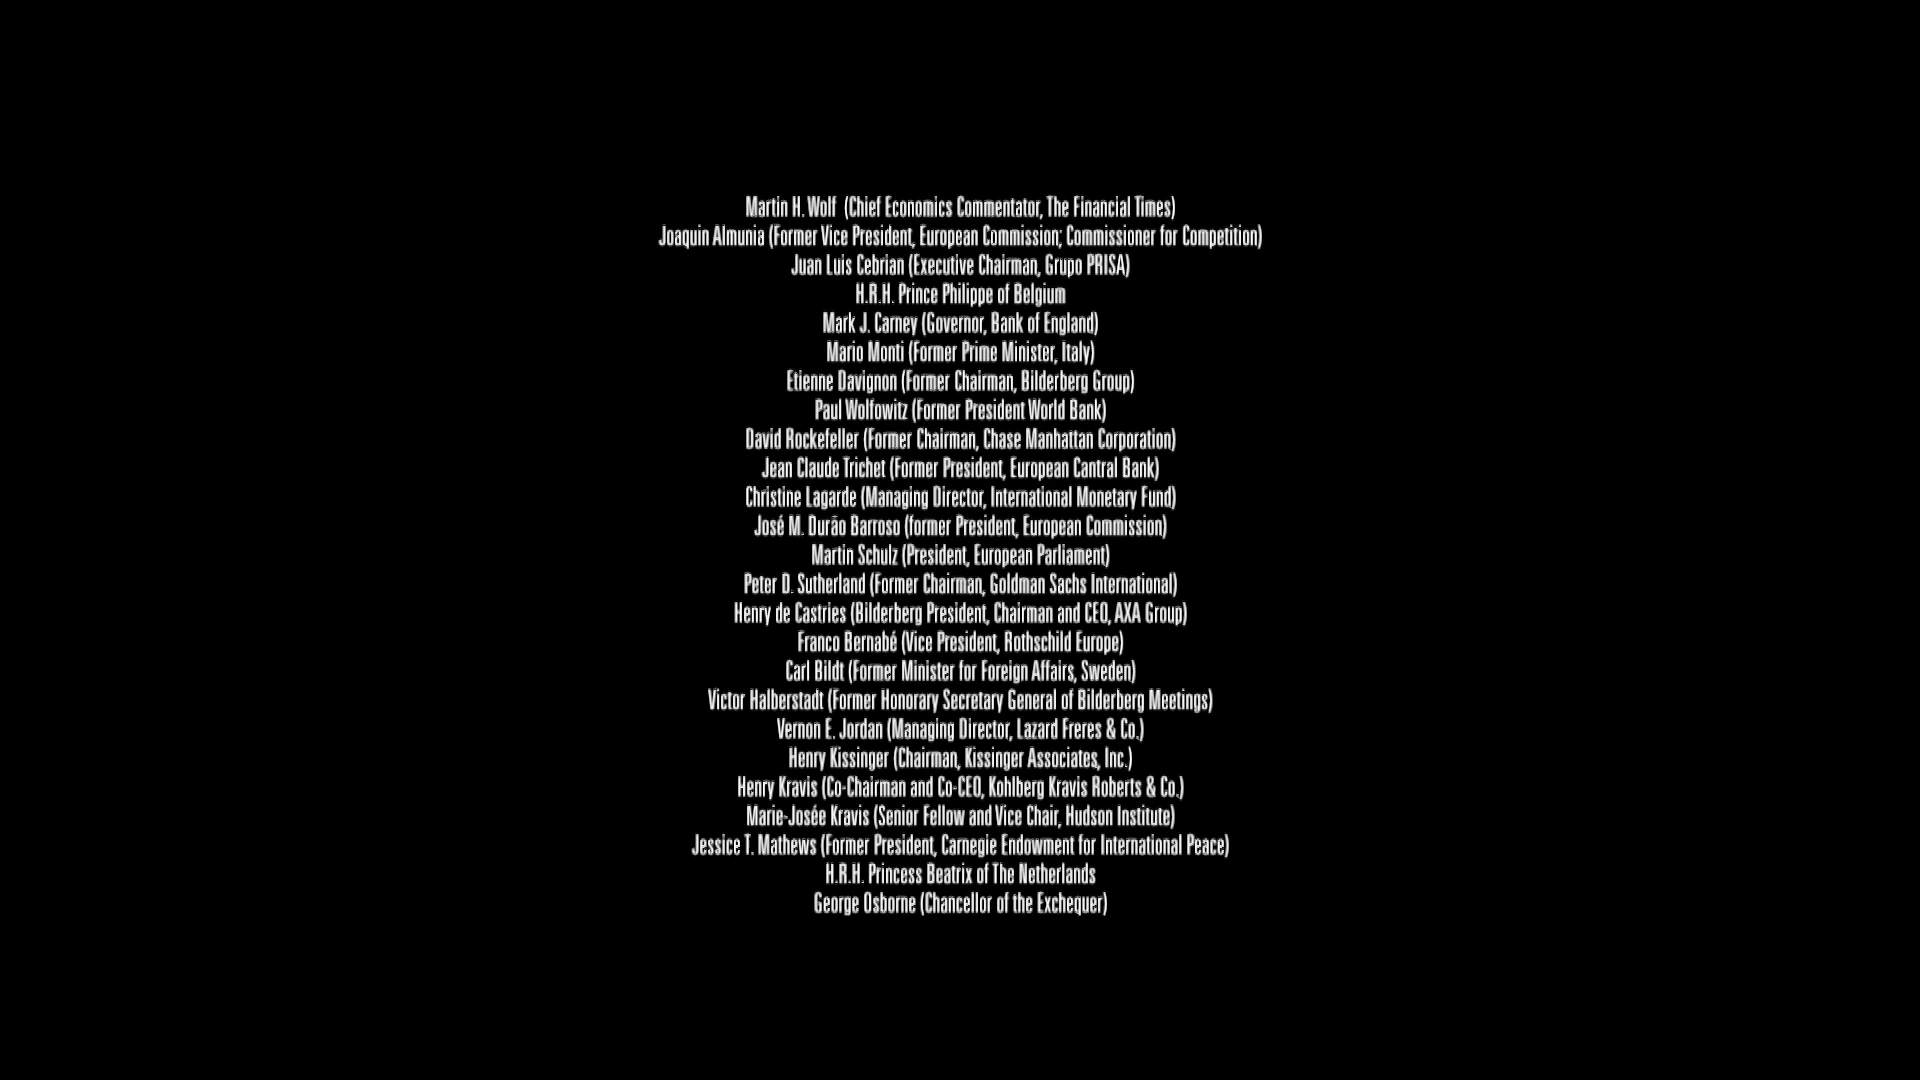 Martin H. Wolf  (Chief Economics Commentator, The Financial Times)
Joaquin Almunia (Former Vice President, European Commission; Commissioner for Competition)
Juan Luis Cebrian (Executive Chairman, Grupo PRISA)
H.R.H. Prince Philippe of Belgium
Mark J. Carney (Governor, Bank of England)
Mario Monti (Former Prime Minister, Italy)
Etienne Davignon (Former Chairman, Bilderberg Group)
Paul Wolfowitz (Former President World Bank)
David Rockefeller (Former Chairman, Chase Manhattan Corporation)
Jean Claude Trichet (Former President, European Cantral Bank)
Christine Lagarde (Managing Director, International Monetary Fund)
José M. Durão Barroso (former President, European Commission)
Martin Schulz (President, European Parliament)
Peter D. Sutherland (Former Chairman, Goldman Sachs International)
Henry de Castries (Bilderberg President, Chairman and CEO, AXA Group)
Franco Bernabé (Vice President, Rothschild Europe)
Carl Bildt (Former Minister for Foreign Affairs, Sweden)
Victor Halberstadt (Former Honorary Secretary General of Bilderberg Meetings)
Vernon E. Jordan (Managing Director, Lazard Freres & Co.)
Henry Kissinger (Chairman, Kissinger Associates, Inc.)
Henry Kravis (Co-Chairman and Co-CEO, Kohlberg Kravis Roberts & Co.)
Marie-Josée Kravis (Senior Fellow and Vice Chair, Hudson Institute)
Jessice T. Mathews (Former President, Carnegie Endowment for International Peace)
H.R.H. Princess Beatrix of The Netherlands
George Osborne (Chancellor of the Exchequer)